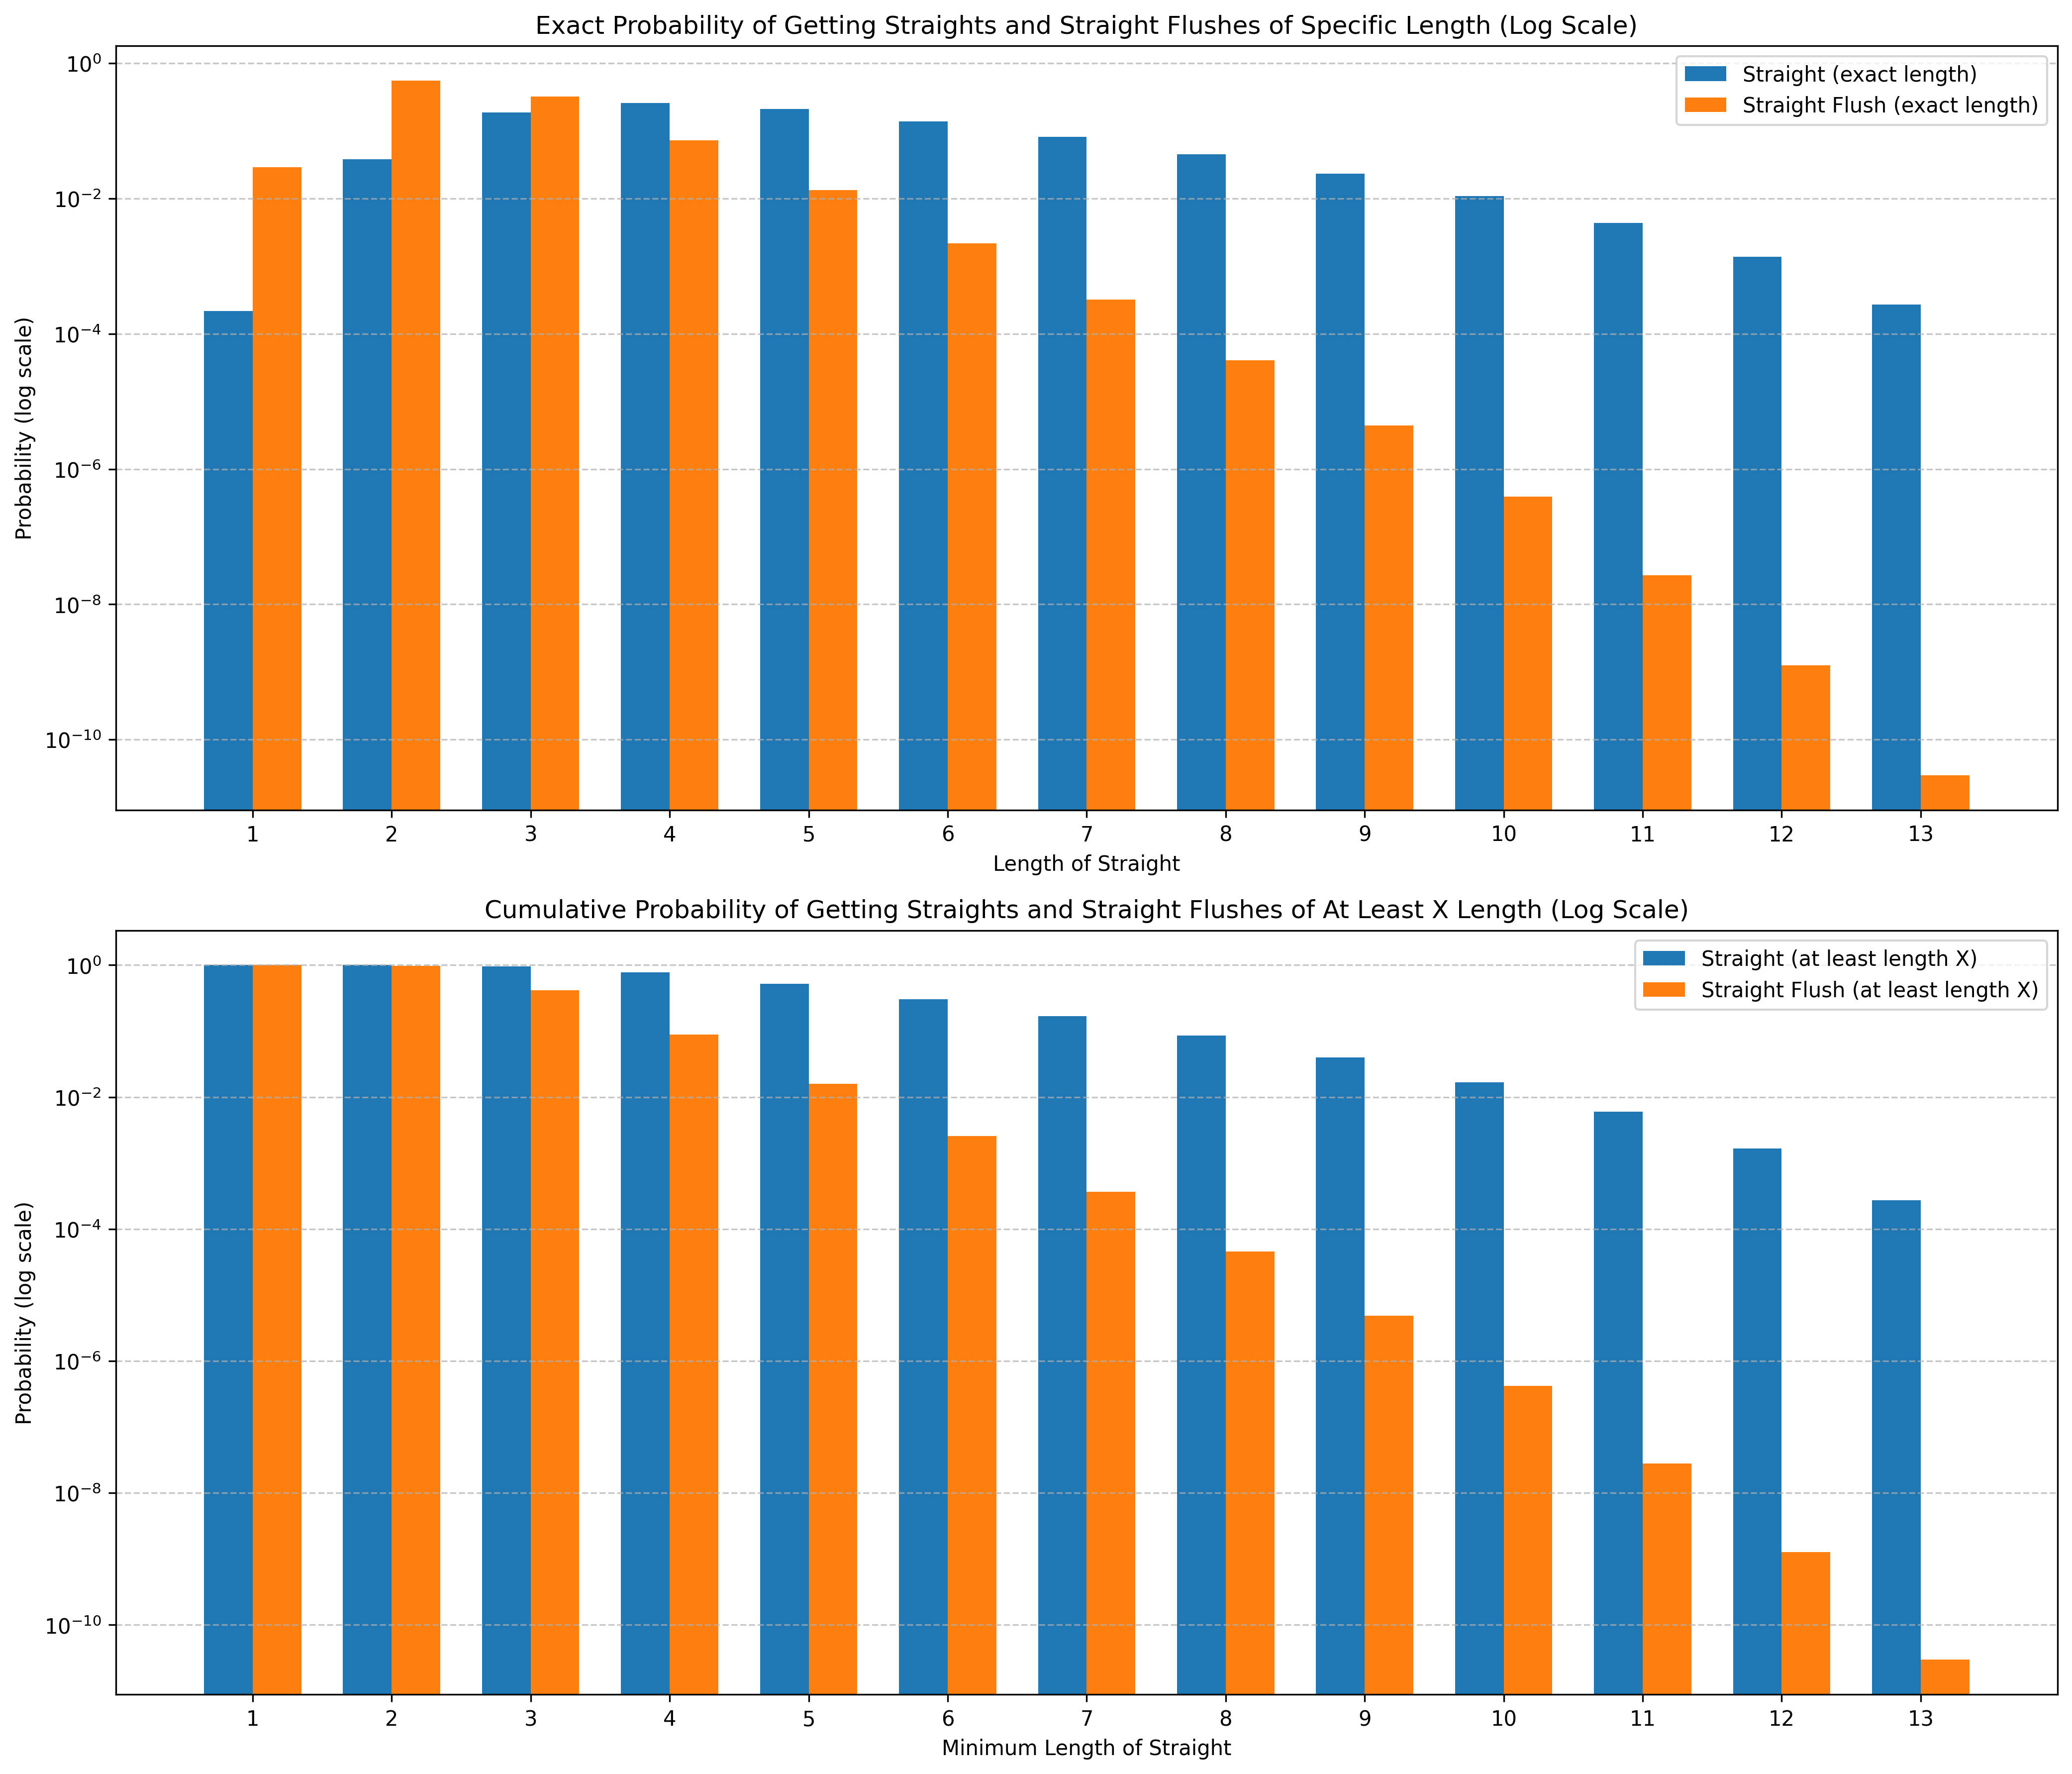 Exact Probability of Getting Straights and Straight Flushes of Specific Length (Log Scale)
Straight (exact length)
Straight Flush (exact length)
Probability (log scale)
10⁰
10⁻²
10⁻⁴
10⁻⁶
10⁻⁸
10⁻¹⁰
1 2 3 4 5 6 7 8 9 10 11 12 13
Length of Straight
Cumulative Probability of Getting Straights and Straight Flushes of At Least X Length (Log Scale)
Straight (at least length X)
Straight Flush (at least length X)
Probability (log scale)
10⁰
10⁻²
10⁻⁴
10⁻⁶
10⁻⁸
10⁻¹⁰
1 2 3 4 5 6 7 8 9 10 11 12 13
Minimum Length of Straight